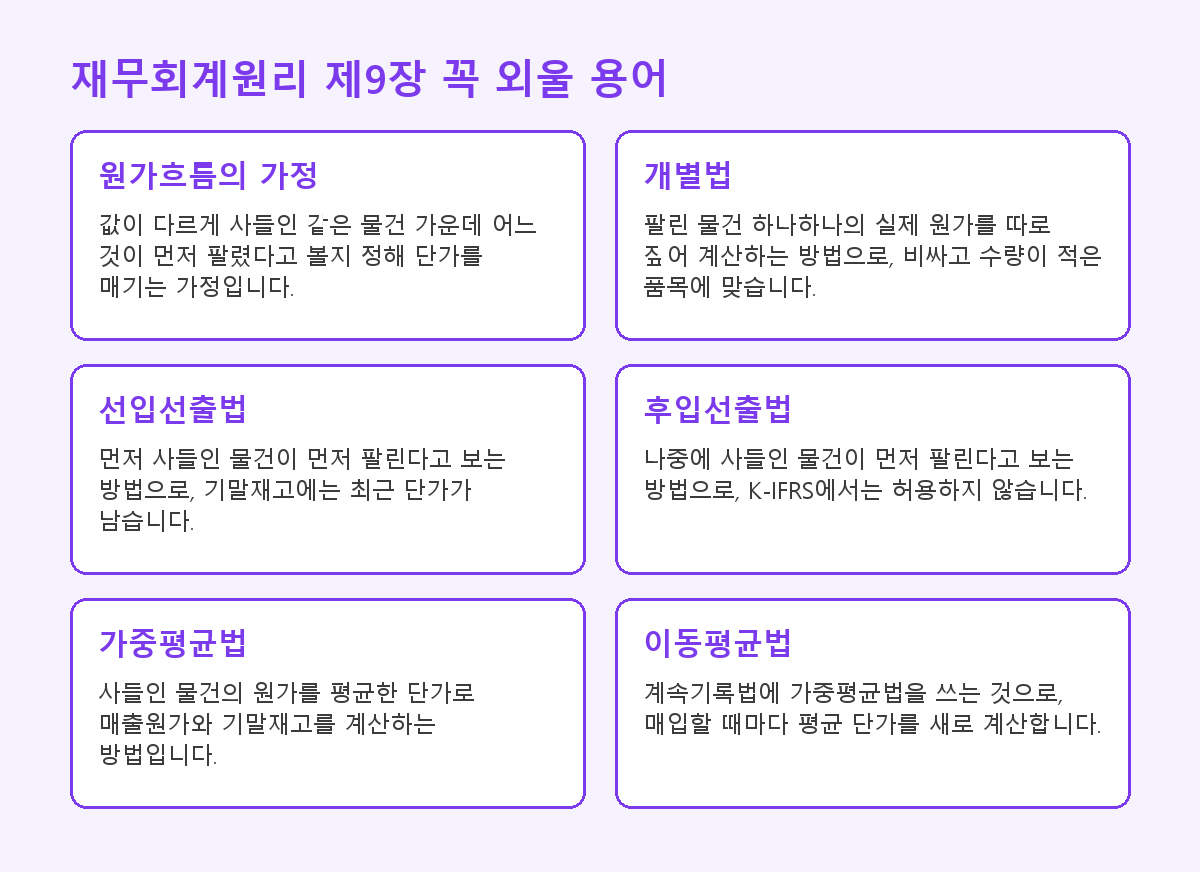 재무회계원리 제9장 꼭 외울 용어
원가흐름의 가정
값이 다르게 사들인 같은 물건 가운데 어느
것이 먼저 팔렸다고 볼지 정해 단가를
매기는 가정입니다.
개별법
팔린 물건 하나하나의 실제 원가를 따로
짚어 계산하는 방법으로, 비싸고 수량이 적은
품목에 맞습니다.
선입선출법
먼저 사들인 물건이 먼저 팔린다고 보는
방법으로, 기말재고에는 최근 단가가
남습니다.
후입선출법
나중에 사들인 물건이 먼저 팔린다고 보는
방법으로, K-IFRS에서는 허용하지 않습니다.
가중평균법
사들인 물건의 원가를 평균한 단가로
매출원가와 기말재고를 계산하는
방법입니다.
이동평균법
계속기록법에 가중평균법을 쓰는 것으로,
매입할 때마다 평균 단가를 새로 계산합니다.